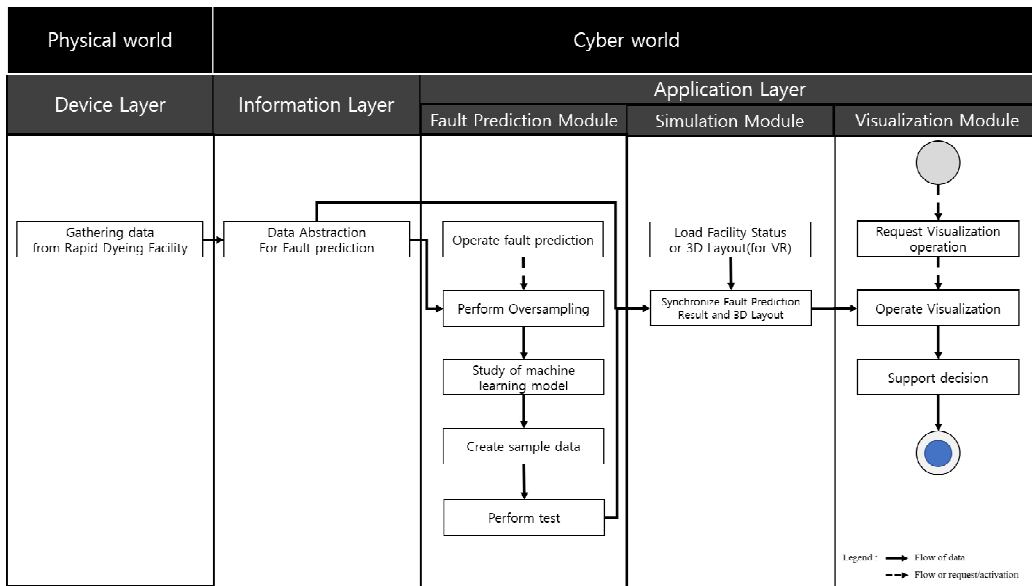 Physical world
Cyber world
Device Layer
Information Layer
Application Layer
Fault Prediction Module
Simulation Module
Visualization Module
Gathering data
from Rapid Dyeing Facility
Data Abstraction
For Fault prediction
Operate fault prediction
Perform Oversampling
Study of machine
learning model
Create sample data
Perform test
Load Facility Status
or 3D Layout(for VR)
Synchronize Fault Prediction
Result and 3D Layout
Request Visualization
operation
Operate Visualization
Support decision
Legend :
Flow of data
Flow or request/activation